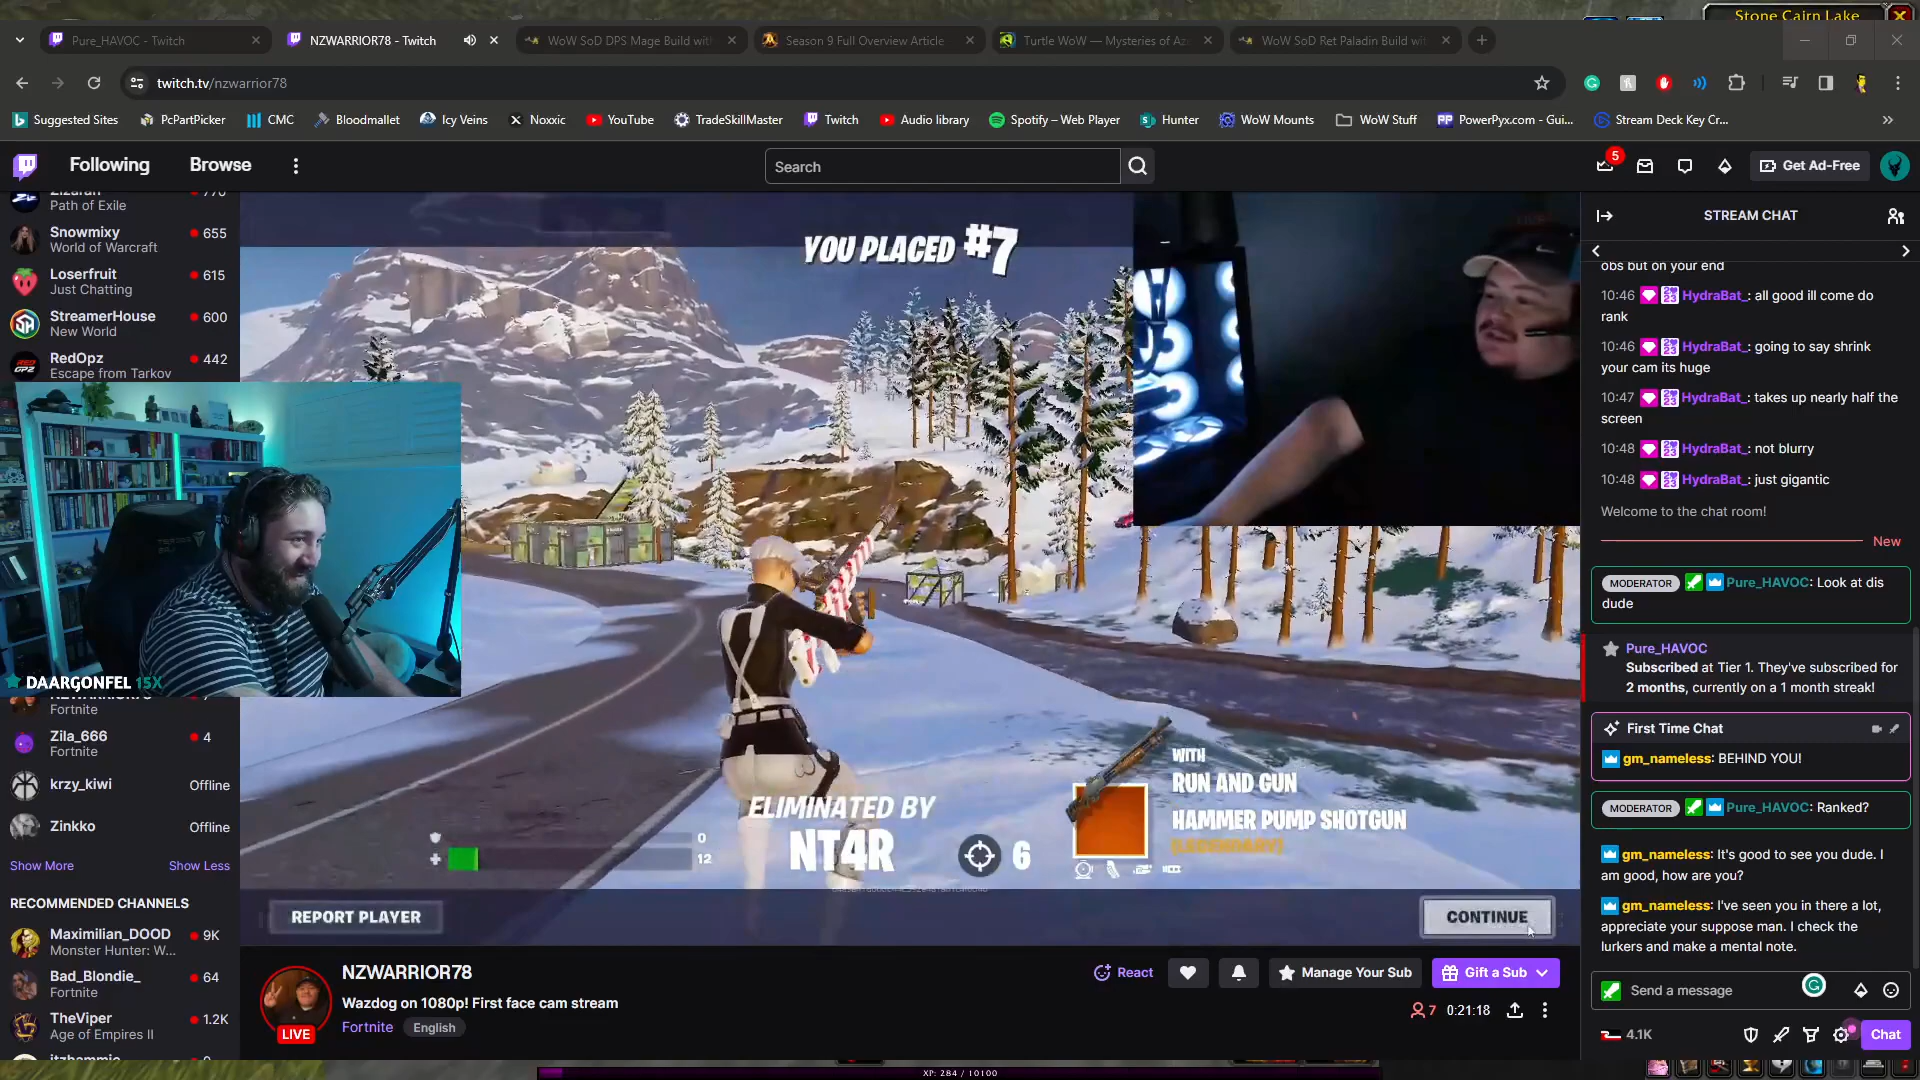 Stone Cairn Lake
Pure_HAVOC - Twitch
NZWARRIOR78 - Twitch
WoW SoD DPS Mage Build with
Season 9 Full Overview Article
Turtle WoW — Mysteries of Az
WoW SoD Ret Paladin Build wit
twitch.tv/nzwarrior78
Suggested Sites
PcPartPicker
CMC
Bloodmallet
Icy Veins
Noxxic
YouTube
TradeSkillMaster
Twitch
Audio library
Spotify – Web Player
Hunter
WoW Mounts
WoW Stuff
PowerPyx.com - Gui...
Stream Deck Key Cr...
Following
Browse
Search
5
Get Ad-Free
Zizaran
770
Path of Exile
Snowmixy
655
World of Warcraft
Loserfruit
615
Just Chatting
StreamerHouse
600
New World
RedOpz
442
Escape from Tarkov
DAARGONFEL 15X
Fortnite
Zila_666
4
Fortnite
krzy_kiwi
Offline
Zinkko
Offline
Show More
Show Less
RECOMMENDED CHANNELS
Maximilian_DOOD
9K
Monster Hunter: W...
Bad_Blondie_
64
Fortnite
TheViper
1.2K
Age of Empires II
YOU PLACED #7
ELIMINATED BY
NT4R
6
WITH
RUN AND GUN
HAMMER PUMP SHOTGUN
[LEGENDARY]
0
12
REPORT PLAYER
CONTINUE
NZWARRIOR78
Wazdog on 1080p! First face cam stream
Fortnite
English
LIVE
React
Manage Your Sub
Gift a Sub
7
0:21:18
STREAM CHAT
obs but on your end
10:46 HydraBat_: all good ill come do
rank
10:46 HydraBat_: going to say shrink
your cam its huge
10:47 HydraBat_: takes up nearly half the
screen
10:48 HydraBat_: not blurry
10:48 HydraBat_: just gigantic
Welcome to the chat room!
New
MODERATOR Pure_HAVOC: Look at dis
dude
Pure_HAVOC
Subscribed at Tier 1. They've subscribed for
2 months, currently on a 1 month streak!
First Time Chat
gm_nameless: BEHIND YOU!
MODERATOR Pure_HAVOC: Ranked?
gm_nameless: It's good to see you dude. I
am good, how are you?
gm_nameless: I've seen you in there a lot,
appreciate your suppose man. I check the
lurkers and make a mental note.
Send a message
4.1K
Chat
XP: 284 / 10100